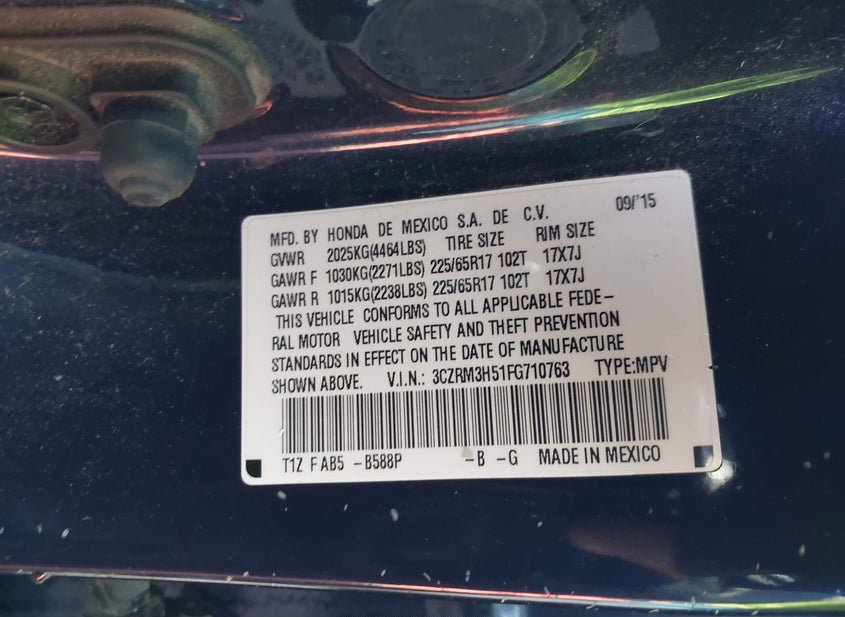 09/'15
MFD. BY HONDA DE MEXICO S.A. DE C.V.
GVWR 2025KG(4464LBS) TIRE SIZE RIM SIZE
GAWR F 1030KG(2271LBS) 225/65R17 102T 17X7J
GAWR R 1015KG(2238LBS) 225/65R17 102T 17X7J
THIS VEHICLE CONFORMS TO ALL APPLICABLE FEDE-
RAL MOTOR VEHICLE SAFETY AND THEFT PREVENTION
STANDARDS IN EFFECT ON THE DATE OF MANUFACTURE
SHOWN ABOVE. V.I.N.: 3CZRM3H51FG710763 TYPE:MPV
T1Z F AB5 -B588P -B -G MADE IN MEXICO